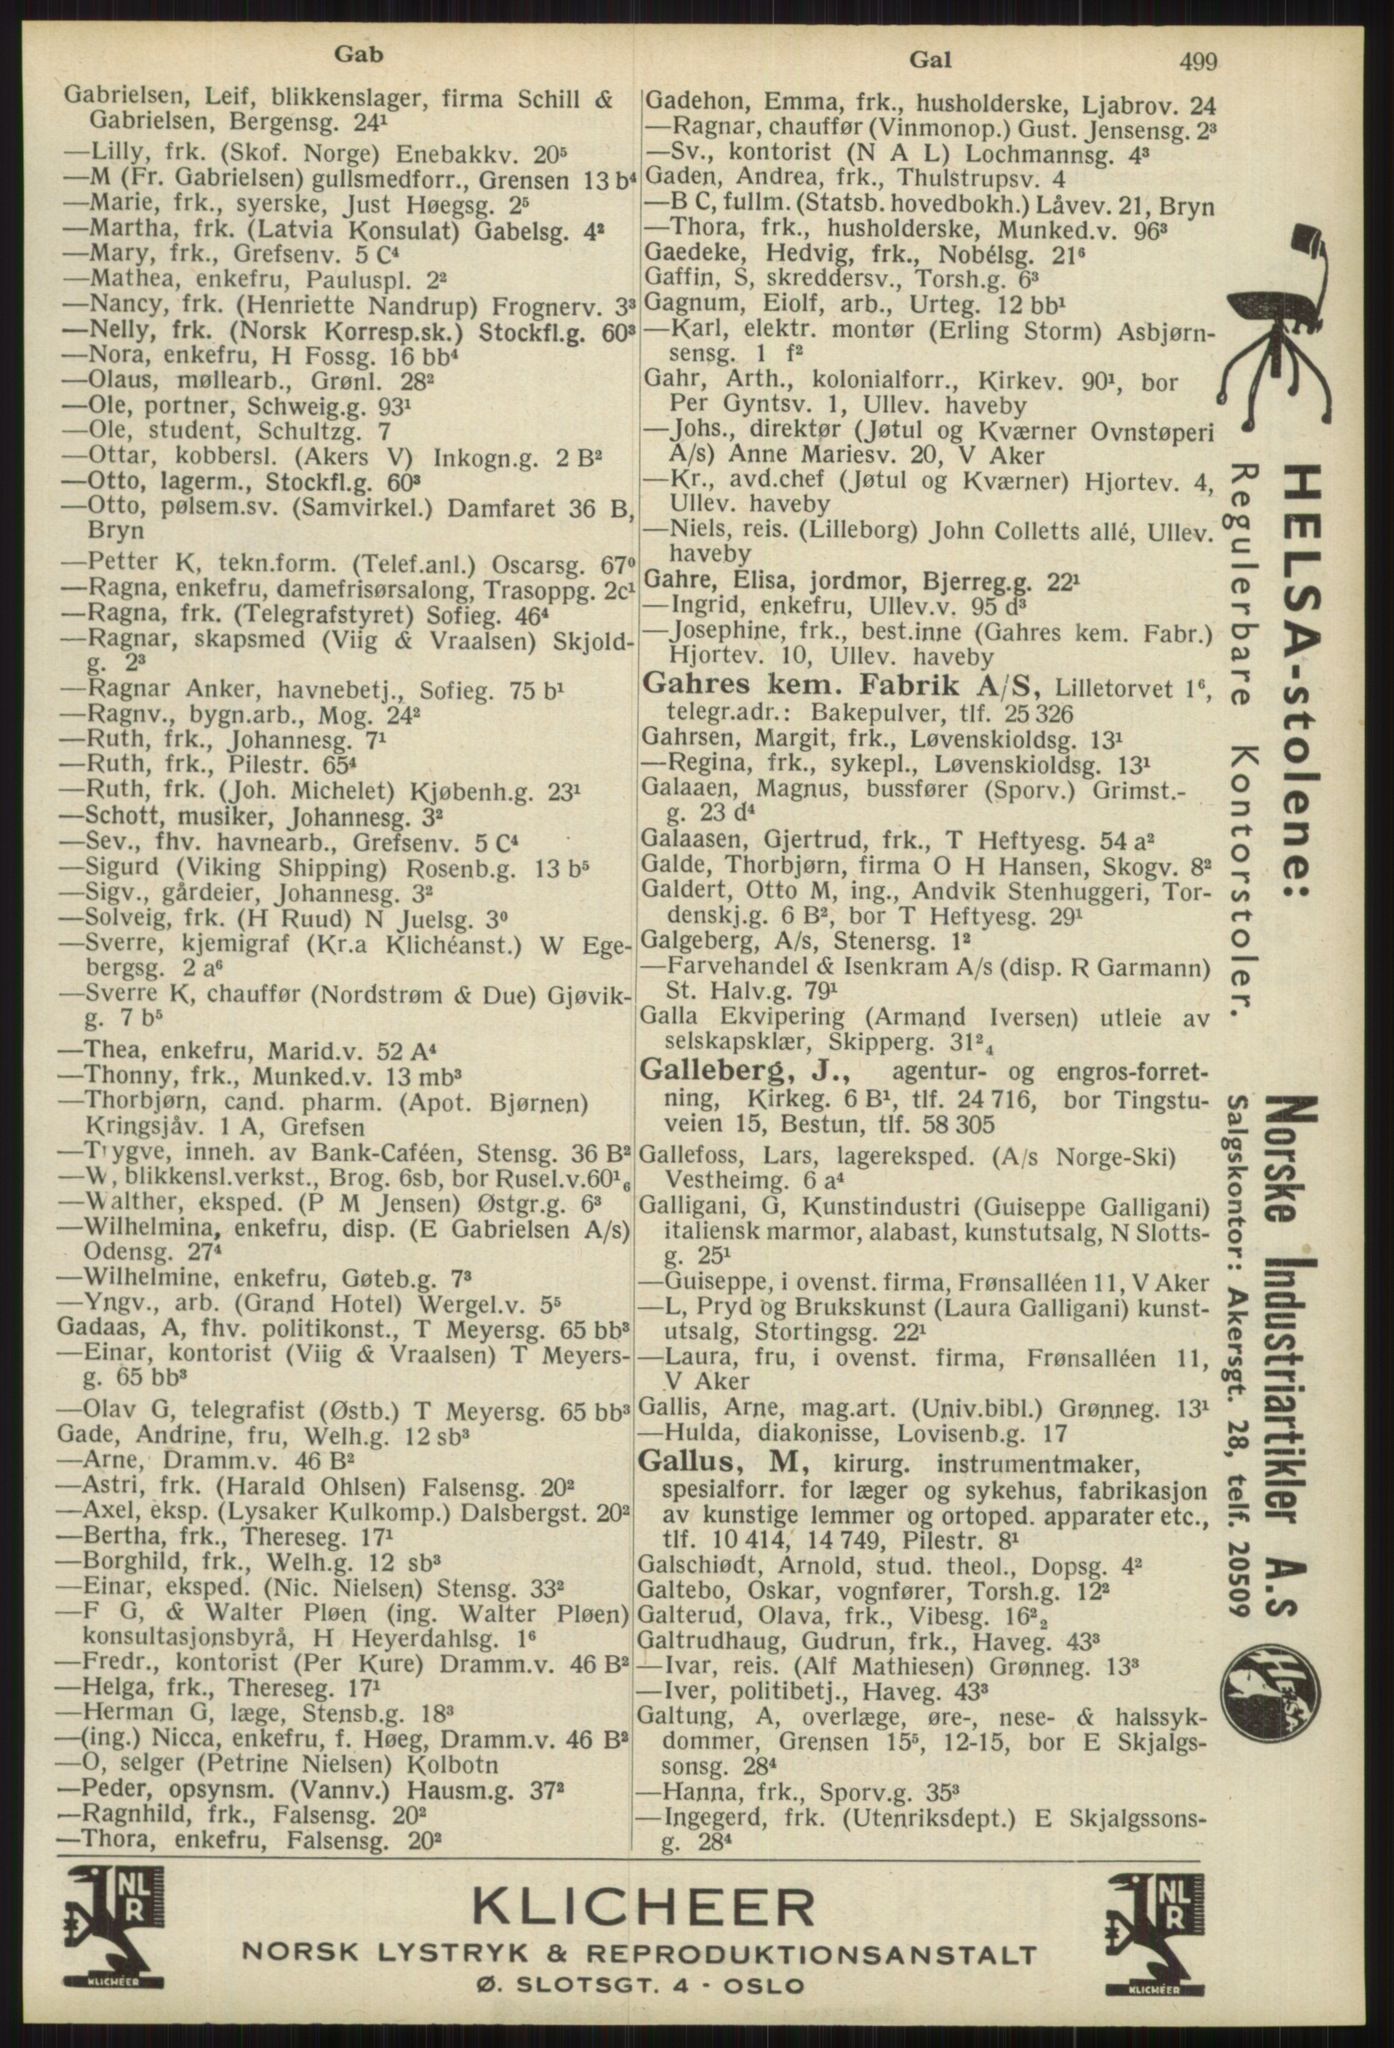 Gab
Gal
499
Gabrielsen, Leif, blikkenslager, firma Schill &
Gabrielsen, Bergensg. 24¹
—Lilly, frk. (Skof. Norge) Enebakkv. 20⁵
—M (Fr. Gabrielsen) gullsmedforr., Grensen 13 b⁴
—Marie, frk., syerske, Just Høegsg. 2⁵
—Martha, frk. (Latvia Konsulat) Gabelsg. 4²
—Mary, frk., Grefsenv. 5 C⁴
—Mathea, enkefru, Pauluspl. 2²
—Nancy, frk. (Henriette Nandrup) Frognerv. 3³
—Nelly, frk. (Norsk Korresp.sk.) Stockfl.g. 60³
—Nora, enkefru, H Fossg. 16 bb⁴
—Olaus, møllearb., Grønl. 28²
—Ole, portner, Schweig.g. 93¹
—Ole, student, Schultzg. 7
—Ottar, kobbersl. (Akers V) Inkogn.g. 2 B²
—Otto, lagerm., Stockfl.g. 60³
—Otto, pølsem.sv. (Samvirkel.) Damfaret 36 B,
Bryn
—Petter K, tekn.form. (Telef.anl.) Oscarsg. 67⁰
—Ragna, enkefru, damefrisørsalong, Trasoppg. 2c¹
—Ragna, frk. (Telegrafstyret) Sofieg. 46⁴
—Ragnar, skapsmed (Viig & Vraalsen) Skjold-
g. 2³
—Ragnar Anker, havnebetj., Sofieg. 75 b¹
—Ragnv., bygn.arb., Mog. 24²
—Ruth, frk., Johannesg. 7¹
—Ruth, frk., Pilestr. 65⁴
—Ruth, frk. (Joh. Michelet) Kjøbenh.g. 23¹
—Schott, musiker, Johannesg. 3²
—Sev., fhv. havnearb., Grefsenv. 5 C⁴
—Sigurd (Viking Shipping) Rosenb.g. 13 b⁵
—Sigv., gårdeier, Johannesg. 3²
—Solveig, frk. (H Ruud) N Juelsg. 3⁰
—Sverre, kjemigraf (Kr.a Klichéanst.) W Ege-
bergsg. 2 a⁶
—Sverre K, chauffør (Nordstrøm & Due) Gjøvik-
g. 7 b⁵
—Thea, enkefru, Marid.v. 52 A⁴
—Thonny, frk., Munked.v. 13 mb³
—Thorbjørn, cand. pharm. (Apot. Bjørnen)
Kringsjåv. 1 A, Grefsen
—Trygve, inneh. av Bank-Caféen, Stensg. 36 B²
—W, blikkensl.verkst., Brog. 6sb, bor Rusel.v.60¹₆
—Walther, eksped. (P M Jensen) Østgr.g. 6³
—Wilhelmina, enkefru, disp. (E Gabrielsen A/s)
Odensg. 27⁴
—Wilhelmine, enkefru, Gøteb.g. 7³
—Yngv., arb. (Grand Hotel) Wergel.v. 5⁵
Gadaas, A, fhv. politikonst., T Meyersg. 65 bb³
—Einar, kontorist (Viig & Vraalsen) T Meyers-
g. 65 bb³
—Olav G, telegrafist (Østb.) T Meyersg. 65 bb³
Gade, Andrine, fru, Welh.g. 12 sb³
—Arne, Dramm.v. 46 B²
—Astri, frk. (Harald Ohlsen) Falsensg. 20²
—Axel, eksp. (Lysaker Kulkomp.) Dalsbergst. 20²
—Bertha, frk., Thereseg. 17¹
—Borghild, frk., Welh.g. 12 sb³
—Einar, eksped. (Nic. Nielsen) Stensg. 33²
—F G, & Walter Pløen (ing. Walter Pløen)
konsultasjonsbyrå, H Heyerdahlsg. 1⁶
—Fredr., kontorist (Per Kure) Dramm.v. 46 B²
—Helga, frk., Thereseg. 17¹
—Herman G, læge, Stensb.g. 18³
—(ing.) Nicca, enkefru, f. Høeg, Dramm.v. 46 B²
—O, selger (Petrine Nielsen) Kolbotn
—Peder, opsynsm. (Vannv.) Hausm.g. 37²
—Ragnhild, frk., Falsensg. 20²
—Thora, enkefru, Falsensg. 20²
Gadehon, Emma, frk., husholderske, Ljabrov. 24
—Ragnar, chauffør (Vinmonop.) Gust. Jensensg. 2³
—Sv., kontorist (N A L) Lochmannsg. 4³
Gaden, Andrea, frk., Thulstrupsv. 4
—B C, fullm. (Statsb. hovedbokh.) Låvev. 21, Bryn
—Thora, frk., husholderske, Munked.v. 96³
Gaedeke, Hedvig, frk., Nobélsg. 21⁶
Gaffin, S, skreddersv., Torsh.g. 6³
Gagnum, Eiolf, arb., Urteg. 12 bb¹
—Karl, elektr. montør (Erling Storm) Asbjørn-
sensg. 1 f²
Gahr, Arth., kolonialforr., Kirkev. 90¹, bor
Per Gyntsv. 1, Ullev. haveby
—Johs., direktør (Jøtul og Kværner Ovnstøperi
A/s) Anne Mariesv. 20, V Aker
—Kr., avd.chef (Jøtul og Kværner) Hjortev. 4,
Ullev. haveby
—Niels, reis. (Lilleborg) John Colletts allé, Ullev.
haveby
Gahre, Elisa, jordmor, Bjerreg.g. 22¹
—Ingrid, enkefru, Ullev.v. 95 d³
—Josephine, frk., best.inne (Gahres kem. Fabr.)
Hjortev. 10, Ullev. haveby
Gahres kem. Fabrik A/S, Lilletorvet 1⁶,
telegr.adr.: Bakepulver, tlf. 25 326
Gahrsen, Margit, frk., Løvenskioldsg. 13¹
—Regina, frk., sykepl., Løvenskioldsg. 13¹
Galaaen, Magnus, bussfører (Sporv.) Grimst.-
g. 23 d⁴
Galaasen, Gjertrud, frk., T Heftyesg. 54 a²
Galde, Thorbjørn, firma O H Hansen, Skogv. 8²
Galdert, Otto M, ing., Andvik Stenhuggeri, Tor-
denskj.g. 6 B², bor T Heftyesg. 29¹
Galgeberg, A/s, Stenersg. 1²
—Farvehandel & Isenkram A/s (disp. R Garmann)
St. Halv.g. 79¹
Galla Ekvipering (Armand Iversen) utleie av
selskapsklær, Skipperg. 31²₄
Galleberg, J., agentur- og engros-forret-
ning, Kirkeg. 6 B¹, tlf. 24 716, bor Tingstu-
veien 15, Bestun, tlf. 58 305
Gallefoss, Lars, lagereksped. (A/s Norge-Ski)
Vestheimg. 6 a⁴
Galligani, G, Kunstindustri (Guiseppe Galligani)
italiensk marmor, alabast, kunstutsalg, N Slotts-
g. 25¹
—Guiseppe, i ovenst. firma, Frønsalléen 11, V Aker
—L, Pryd og Brukskunst (Laura Galligani) kunst-
utsalg, Stortingsg. 22¹
—Laura, fru, i ovenst. firma, Frønsalléen 11,
V Aker
Gallis, Arne, mag.art. (Univ.bibl.) Grønneg. 13¹
—Hulda, diakonisse, Lovisenb.g. 17
Gallus, M, kirurg. instrumentmaker,
spesialforr. for læger og sykehus, fabrikasjon
av kunstige lemmer og ortoped. apparater etc.,
tlf. 10 414, 14 749, Pilestr. 8¹
Galschiødt, Arnold, stud. theol., Dopsg. 4²
Galtebo, Oskar, vognfører, Torsh.g. 12²
Galterud, Olava, frk., Vibesg. 16²₂
Galtrudhaug, Gudrun, frk., Haveg. 43³
—Ivar, reis. (Alf Mathiesen) Grønneg. 13³
—Iver, politibetj., Haveg. 43³
Galtung, A, overlæge, øre-, nese- & halssyk-
dommer, Grensen 15⁵, 12-15, bor E Skjalgs-
sonsg. 28⁴
—Hanna, frk., Sporv.g. 35³
—Ingegerd, frk. (Utenriksdept.) E Skjalgssons-
g. 28⁴
HELSA-stolene:
Regulerbare Kontorstoler.
NORSKE INDUSTRIARTIKLER A.S
Salgskontor: Akersgt. 28, telf. 20509
HELSA
NL
R
KLICHÉER
KLICHEER
NORSK LYSTRYK & REPRODUKTIONSANSTALT
Ø. SLOTSGT. 4 - OSLO
NL
R
KLICHÉER